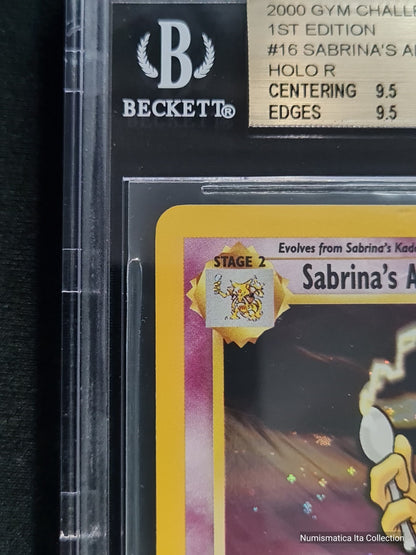 2000 GYM CHALLE
1ST EDITION
#16 SABRINA'S A
HOLO R
CENTERING 9.5
EDGES 9.5
B
BECKETT®
Evolves from Sabrina's Kada
STAGE 2
Sabrina's A
Numismatica Ita Collection